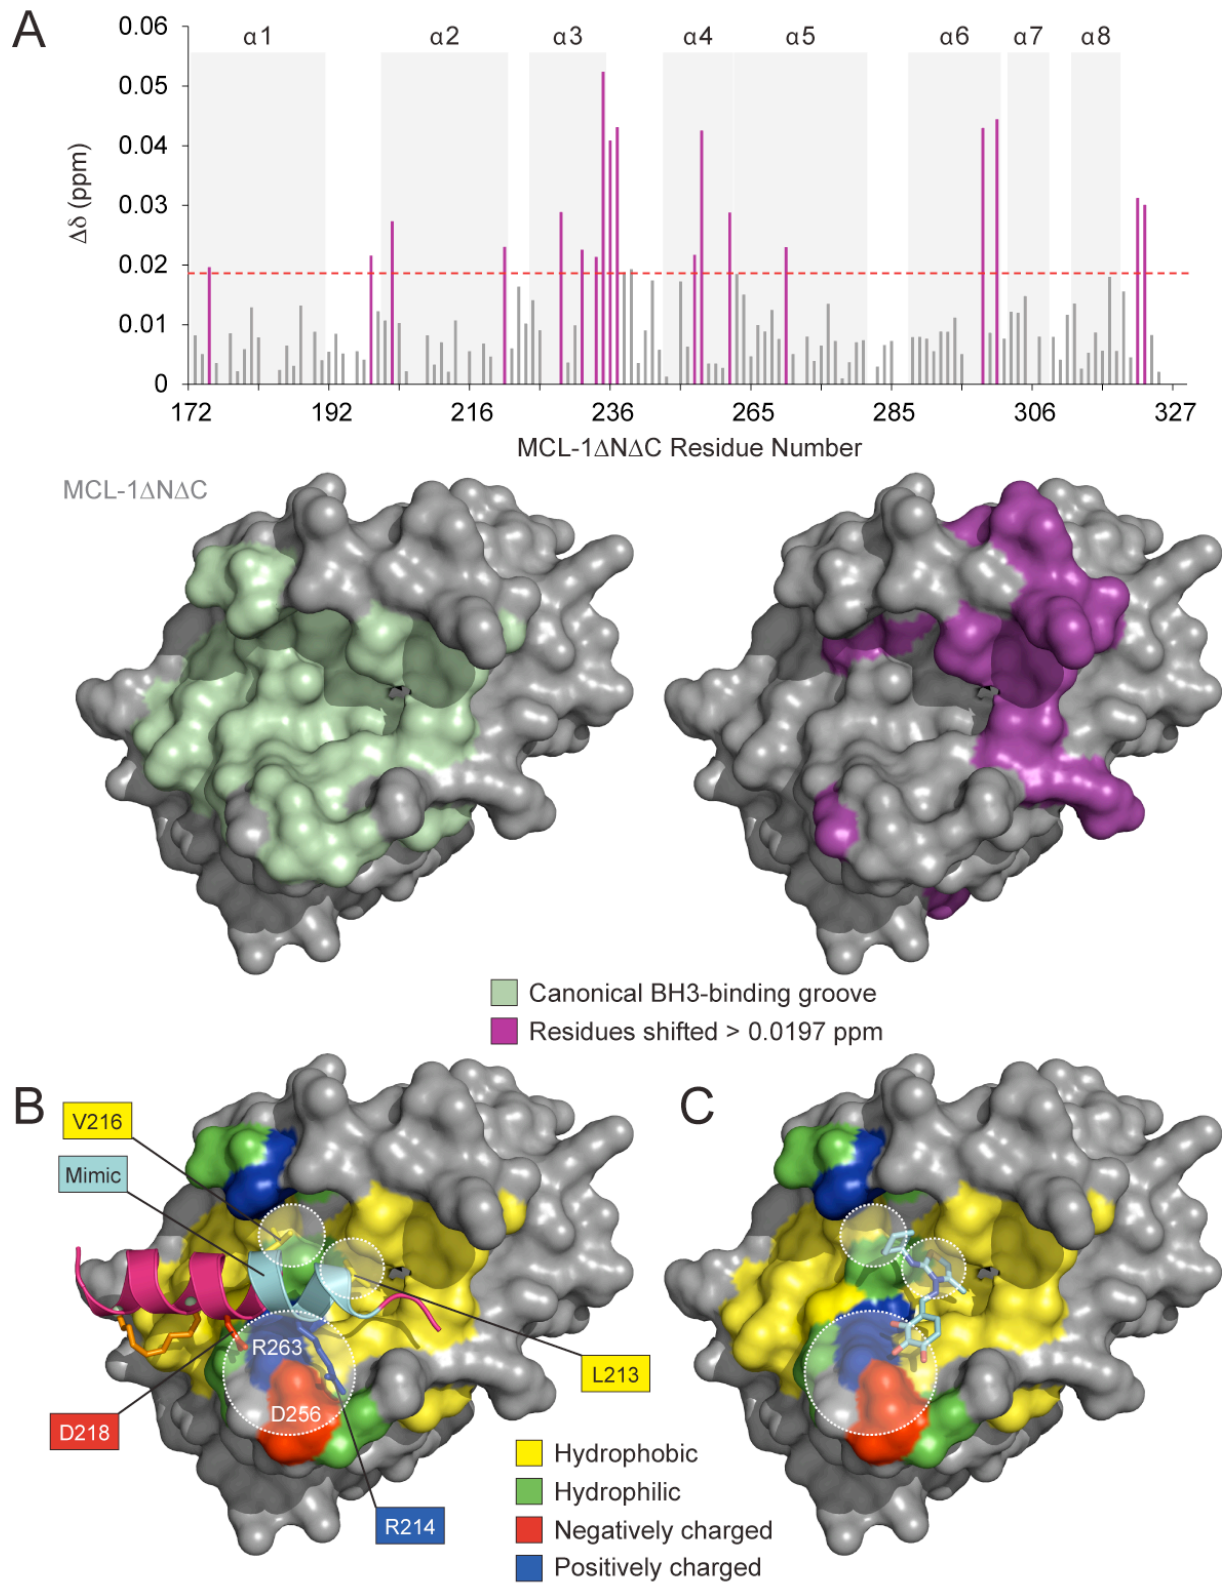 A
α1 α2 α3 α4 α5 α6 α7 α8
0.06
0.05
0.04
0.03
0.02
0.01
0
Δδ (ppm)
172 192 216 236 265 285 306 327
MCL-1ΔNΔC Residue Number
MCL-1ΔNΔC
Canonical BH3-binding groove
Residues shifted > 0.0197 ppm
B
V216
Mimic
R263
D256
L213
D218
R214
C
Hydrophobic
Hydrophilic
Negatively charged
Positively charged